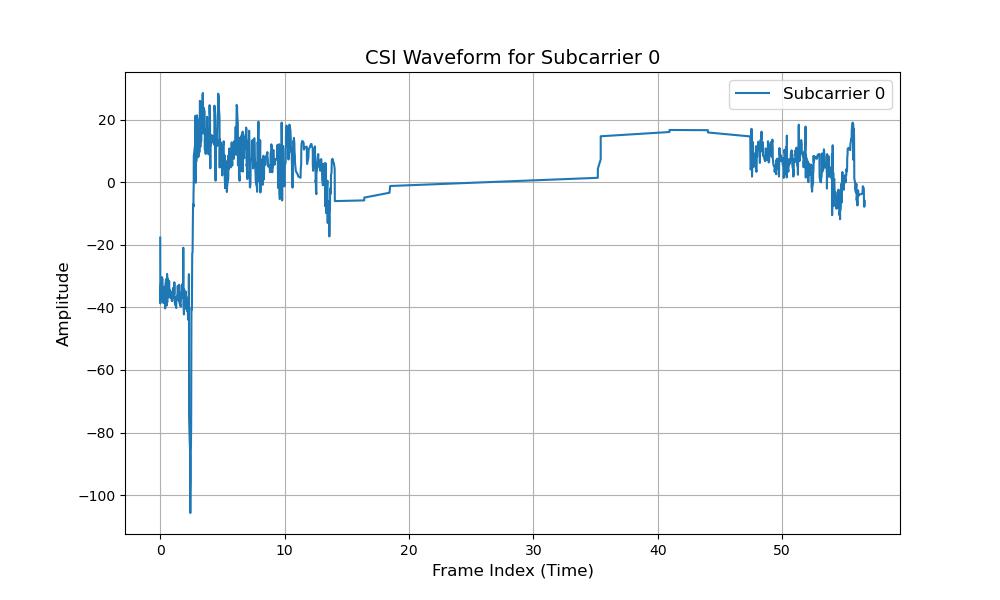 CSI Waveform for Subcarrier 0
Subcarrier 0
20
0
−20
−40
−60
−80
−100
Amplitude
0 10 20 30 40 50
Frame Index (Time)